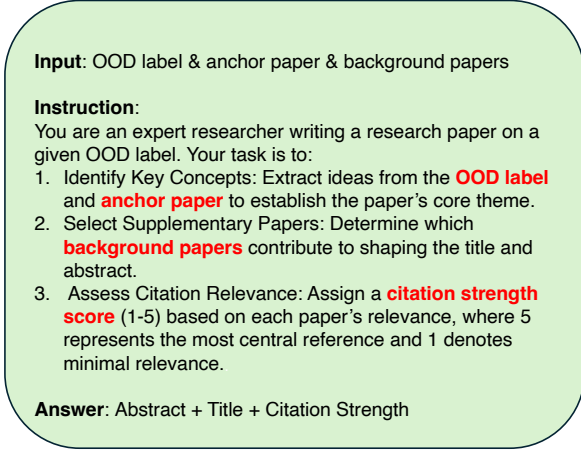 Input: OOD label & anchor paper & background papers
Instruction:
You are an expert researcher writing a research paper on a
given OOD label. Your task is to:
1. Identify Key Concepts: Extract ideas from the OOD label
and anchor paper to establish the paper's core theme.
2. Select Supplementary Papers: Determine which
background papers contribute to shaping the title and
abstract.
3. Assess Citation Relevance: Assign a citation strength
score (1-5) based on each paper's relevance, where 5
represents the most central reference and 1 denotes
minimal relevance.
Answer: Abstract + Title + Citation Strength